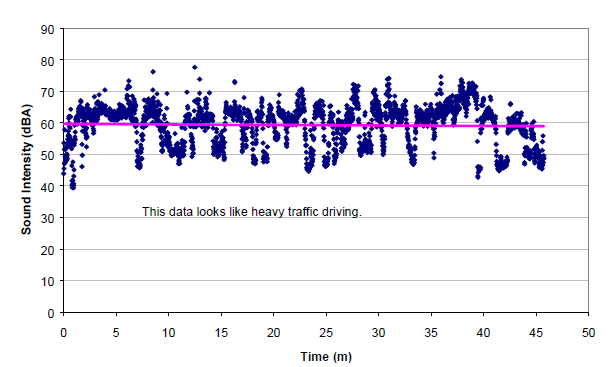 90
80
70
60
50
40
30
20
10
0
Sound Intensity (dBA)
This data looks like heavy traffic driving.
0 5 10 15 20 25 30 35 40 45 50
Time (m)